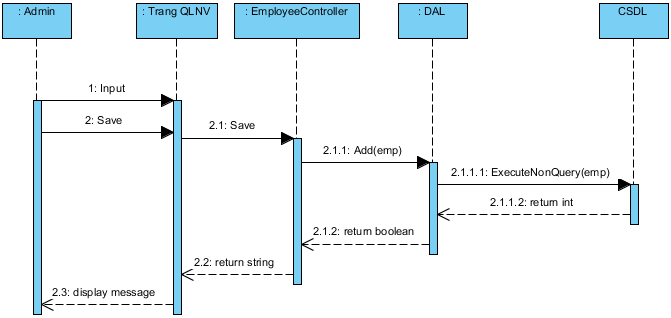 : Admin
: Trang QLNV
: EmployeeController
: DAL
CSDL
1: Input
2: Save
2.1: Save
2.1.1: Add(emp)
2.1.1.1: ExecuteNonQuery(emp)
2.1.1.2: return int
2.1.2: return boolean
2.2: return string
2.3: display message